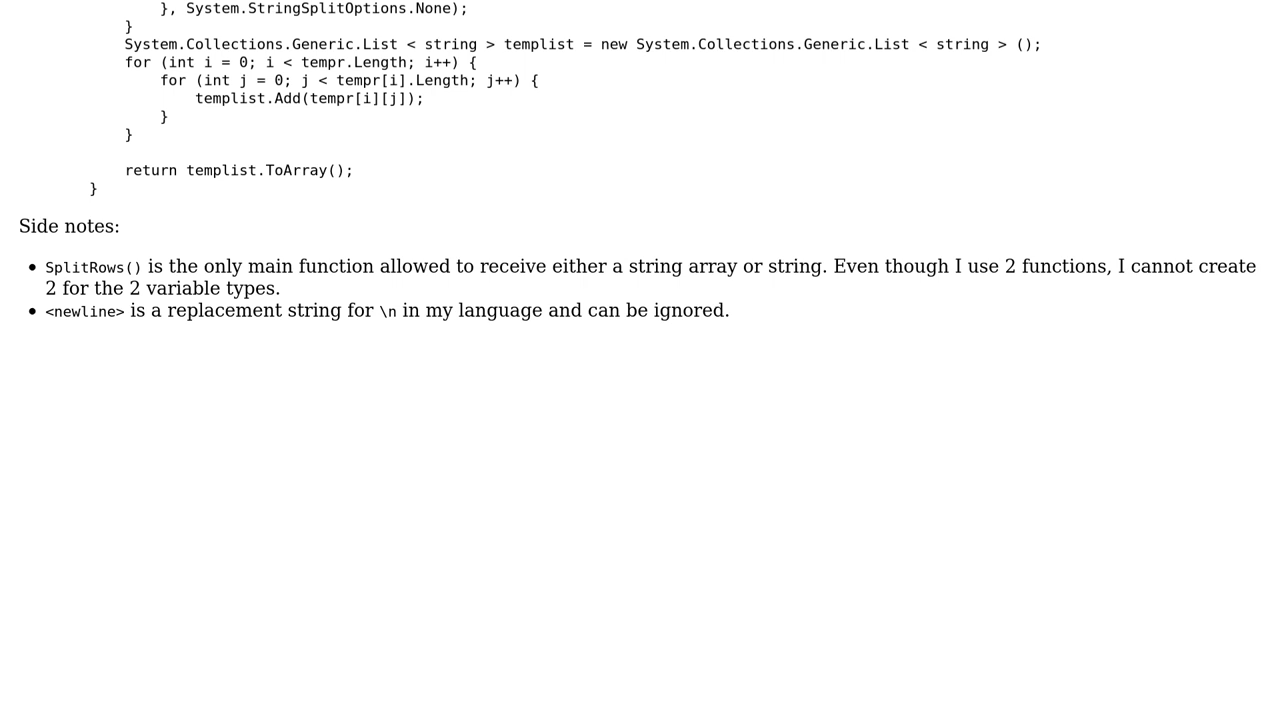 }, System.StringSplitOptions.None);
}
System.Collections.Generic.List < string > templist = new System.Collections.Generic.List < string > ();
for (int i = 0; i < tempr.Length; i++) {
for (int j = 0; j < tempr[i].Length; j++) {
templist.Add(tempr[i][j]);
}
}
return templist.ToArray();
}
Side notes:
• SplitRows() is the only main function allowed to receive either a string array or string. Even though I use 2 functions, I cannot create
2 for the 2 variable types.
• <newline> is a replacement string for \n in my language and can be ignored.